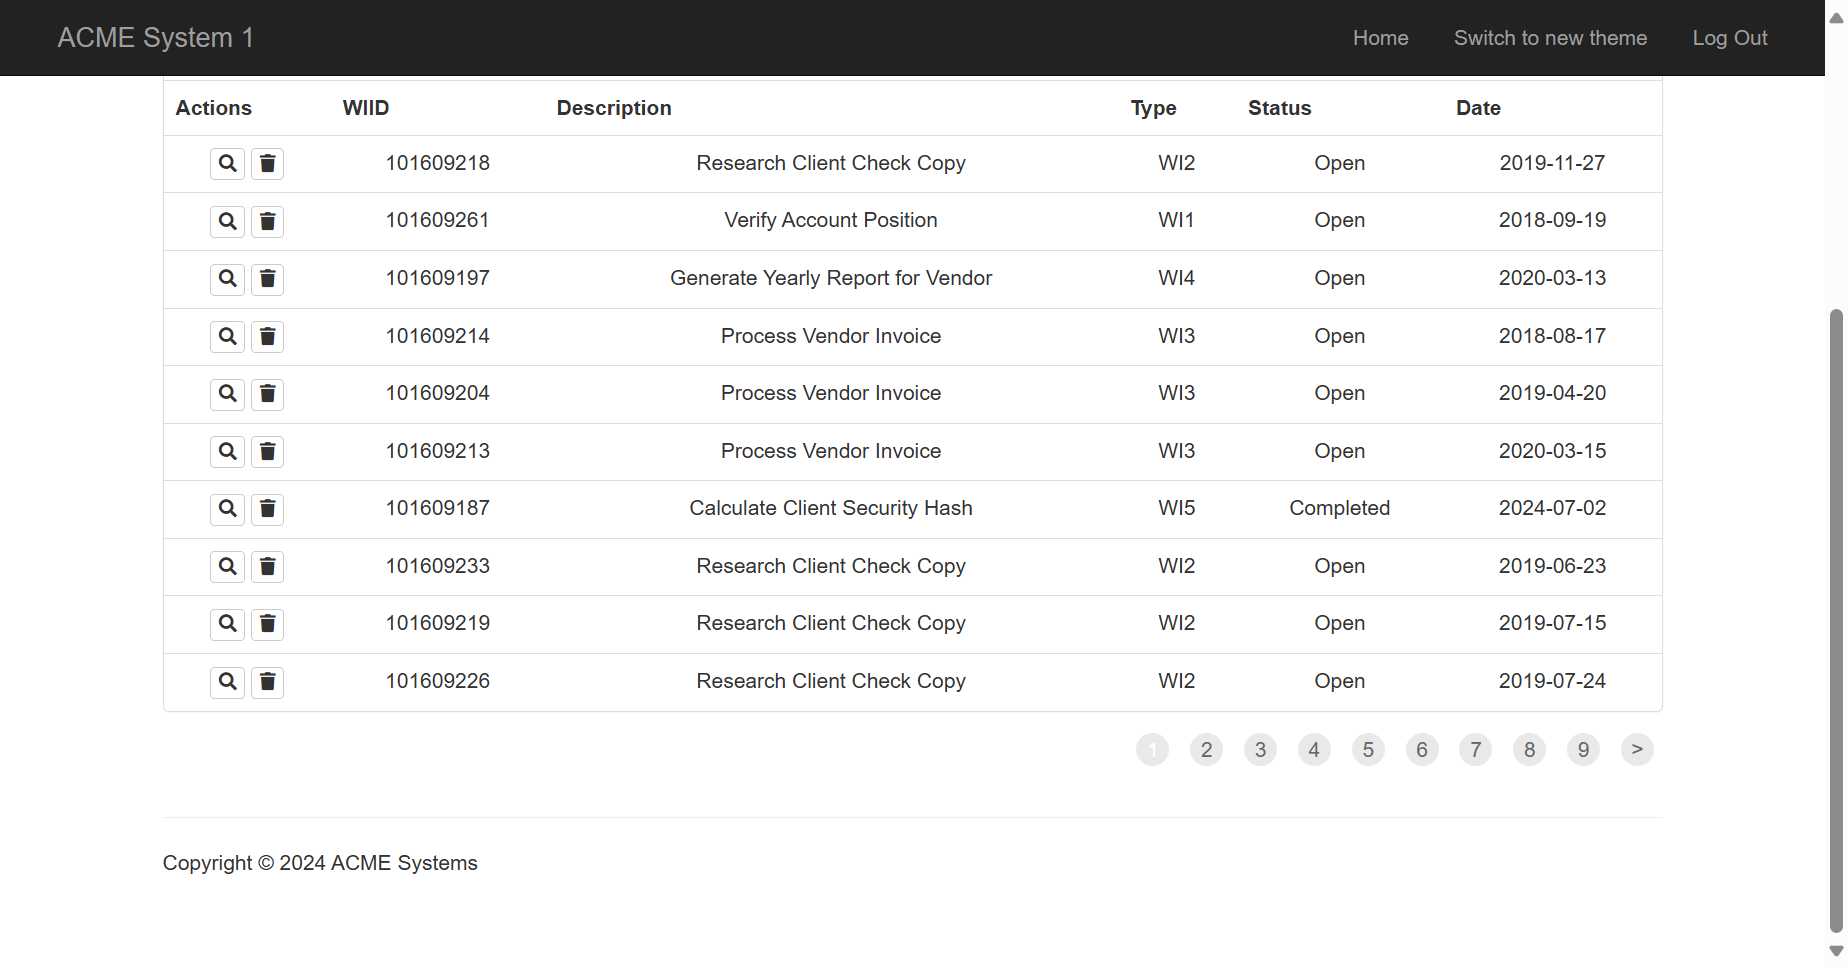 ACME System 1 Home Switch to new theme Log Out
Actions WIID Description Type Status Date
101609218 Research Client Check Copy WI2 Open 2019-11-27
101609261 Verify Account Position WI1 Open 2018-09-19
101609197 Generate Yearly Report for Vendor WI4 Open 2020-03-13
101609214 Process Vendor Invoice WI3 Open 2018-08-17
101609204 Process Vendor Invoice WI3 Open 2019-04-20
101609213 Process Vendor Invoice WI3 Open 2020-03-15
101609187 Calculate Client Security Hash WI5 Completed 2024-07-02
101609233 Research Client Check Copy WI2 Open 2019-06-23
101609219 Research Client Check Copy WI2 Open 2019-07-15
101609226 Research Client Check Copy WI2 Open 2019-07-24
1 2 3 4 5 6 7 8 9 >
Copyright © 2024 ACME Systems